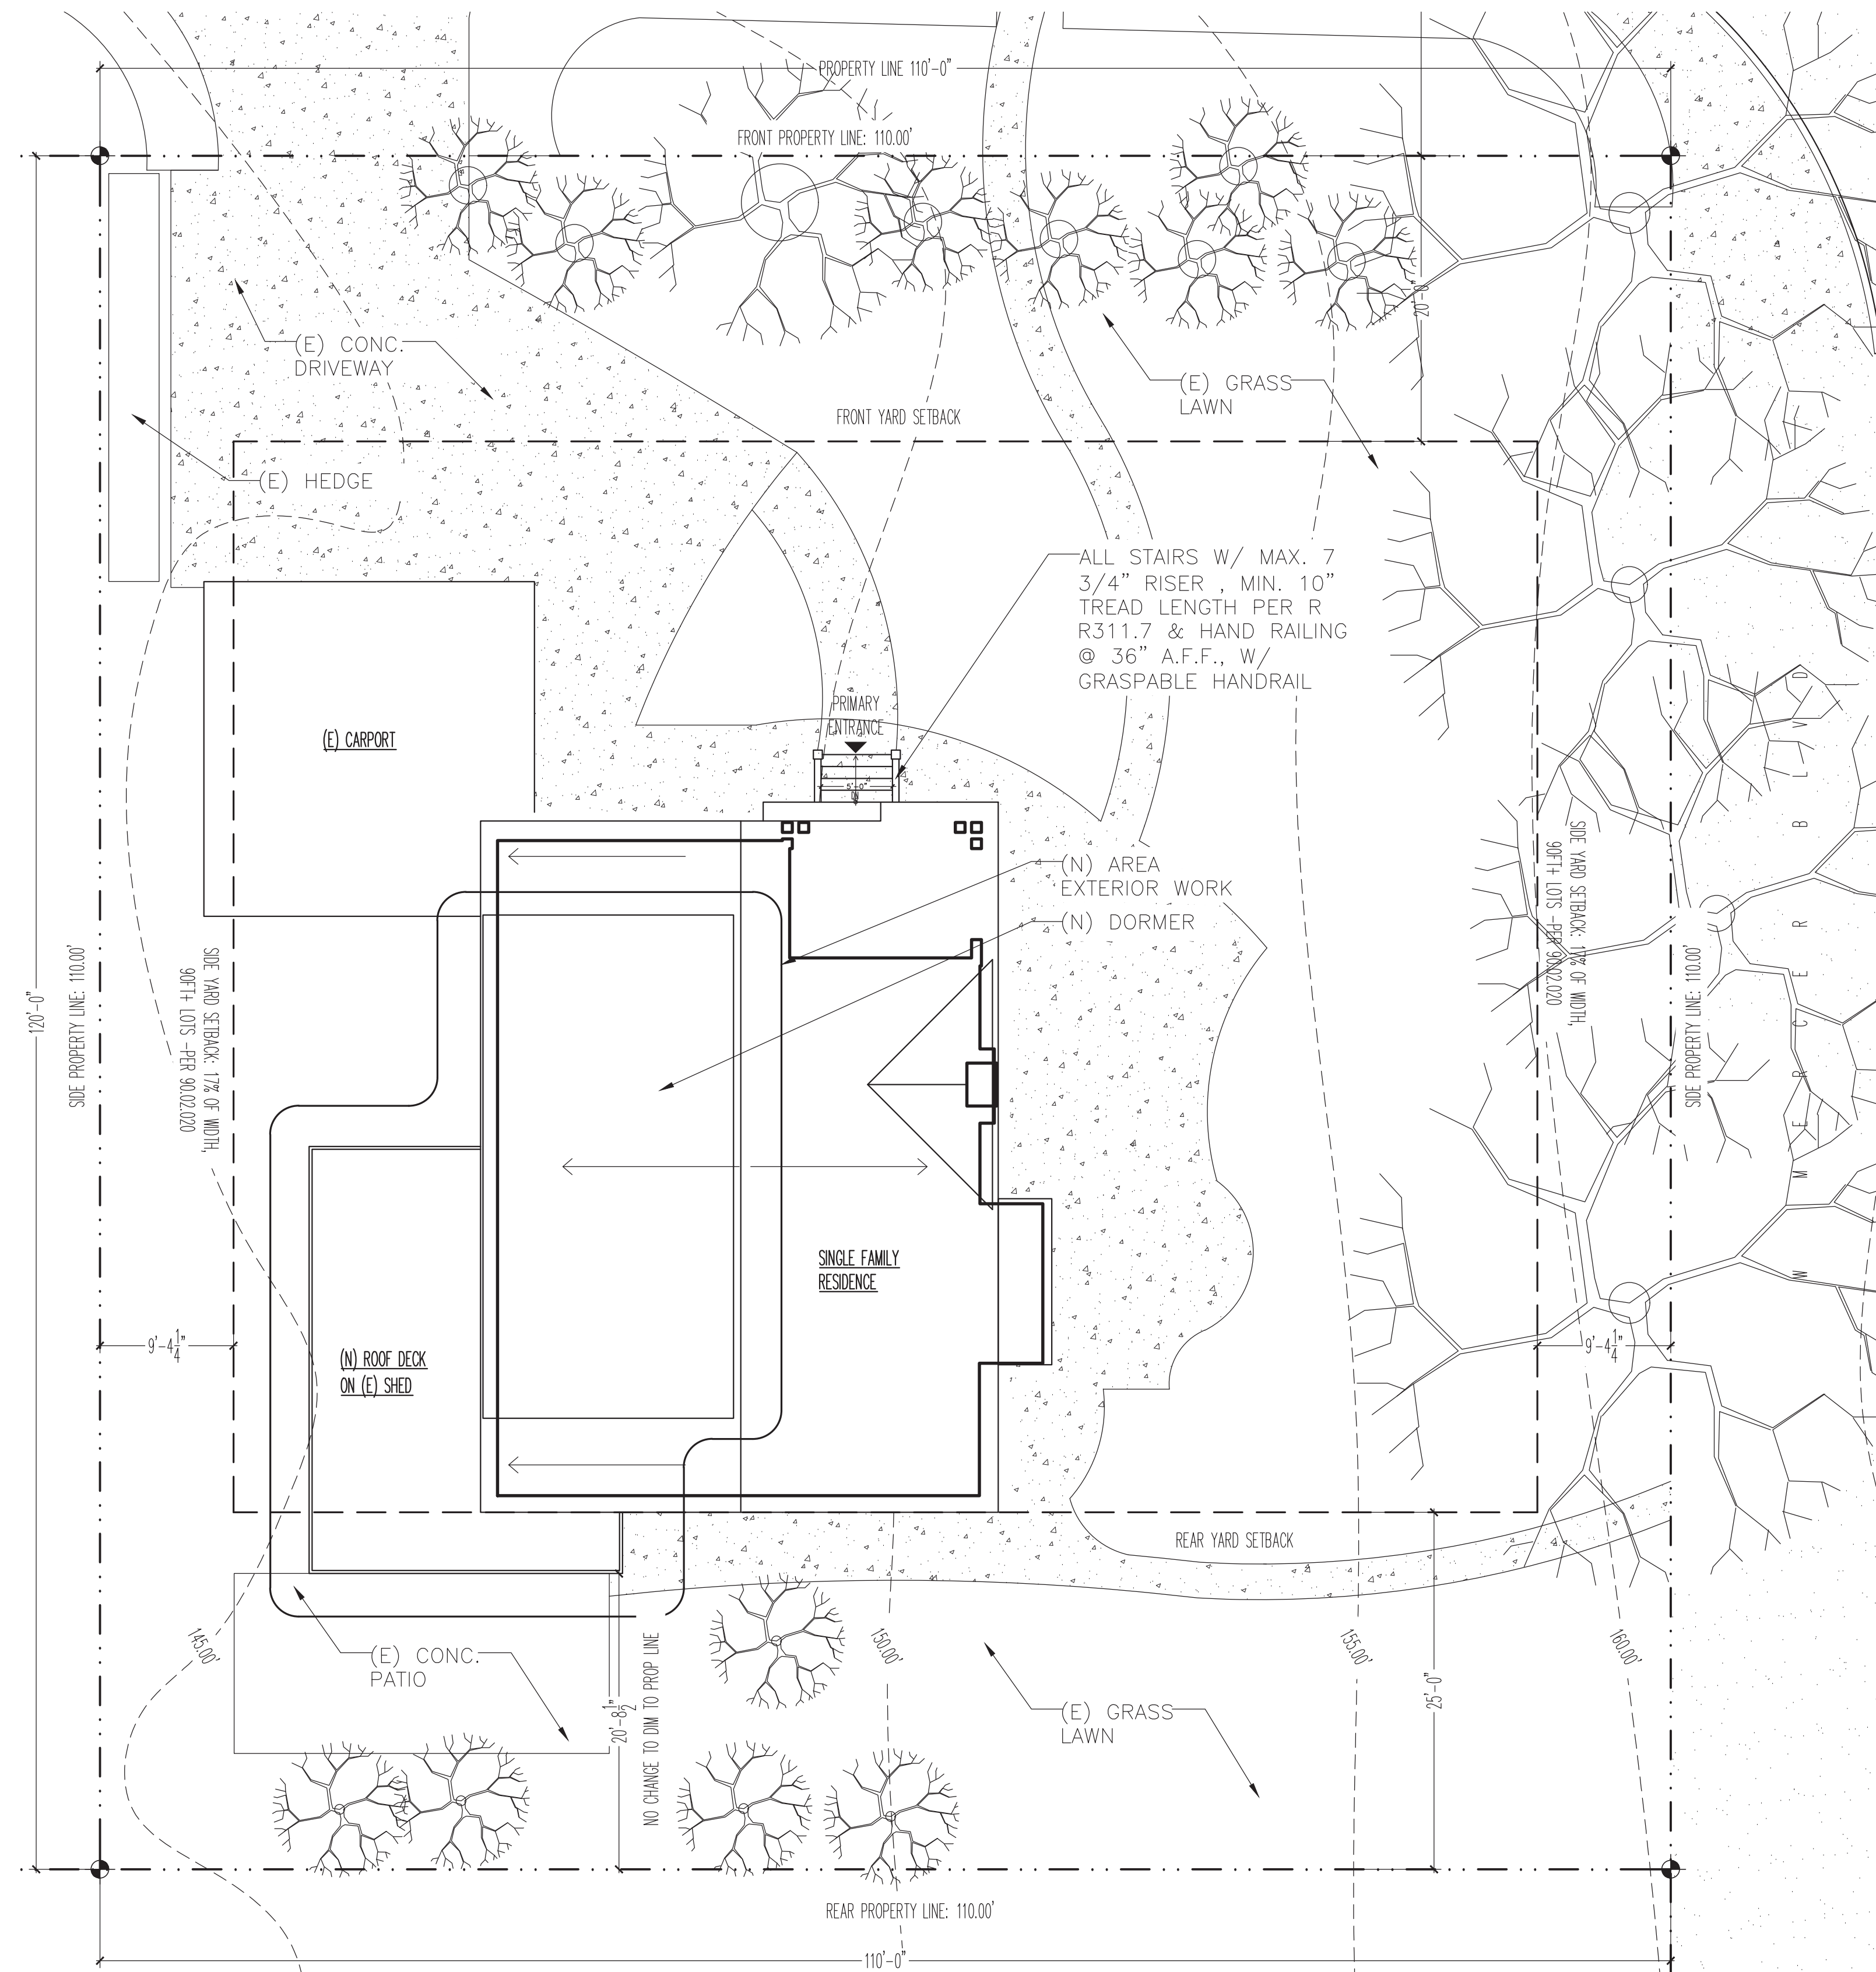 PROPERTY LINE 110'-0"
FRONT PROPERTY LINE: 110.00'
20'-0"
(E) CONC.
DRIVEWAY
(E) GRASS
LAWN
FRONT YARD SETBACK
(E) HEDGE
ALL STAIRS W/ MAX. 7
3/4" RISER , MIN. 10"
TREAD LENGTH PER R
R311.7 & HAND RAILING
@ 36" A.F.F., W/
GRASPABLE HANDRAIL
PRIMARY
ENTRANCE
5'-0"
DN
(E) CARPORT
(N) AREA
EXTERIOR WORK
(N) DORMER
120'-0"
SIDE PROPERTY LINE: 110.00'
SIDE YARD SETBACK: 17% OF WIDTH,
90FT+ LOTS -PER 90.02.020
SIDE YARD SETBACK: 17% OF WIDTH,
90FT+ LOTS -PER 90.02.020
SIDE PROPERTY LINE: 110.00'
W M E R C E R B L V D
SINGLE FAMILY
RESIDENCE
9'-4 1/4"
(N) ROOF DECK
ON (E) SHED
9'-4 1/4"
REAR YARD SETBACK
145.00'
150.00'
155.00'
160.00'
(E) CONC.
PATIO
20'-8 1/2"
NO CHANGE TO DIM TO PROP LINE
(E) GRASS
LAWN
25'-0"
REAR PROPERTY LINE: 110.00'
110'-0"